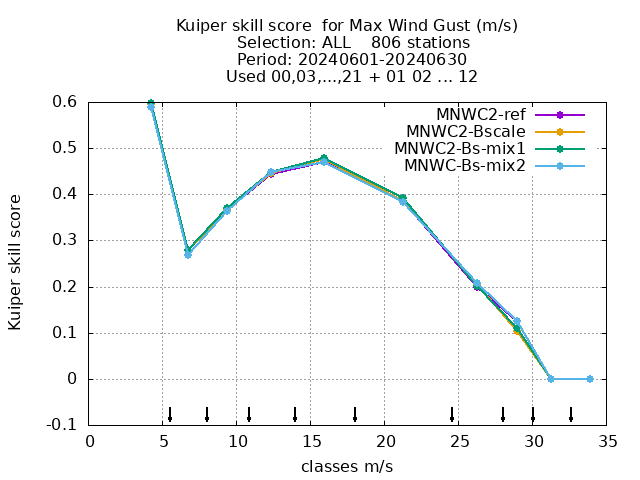 Kuiper skill score  for Max Wind Gust (m/s)
Selection: ALL    806 stations
Period: 20240601-20240630
Used 00,03,...,21 + 01 02 ... 12
MNWC2-ref
MNWC2-Bscale
MNWC2-Bs-mix1
MNWC-Bs-mix2
Kuiper skill score
0.6
0.5
0.4
0.3
0.2
0.1
0
-0.1
0 5 10 15 20 25 30 35
classes m/s